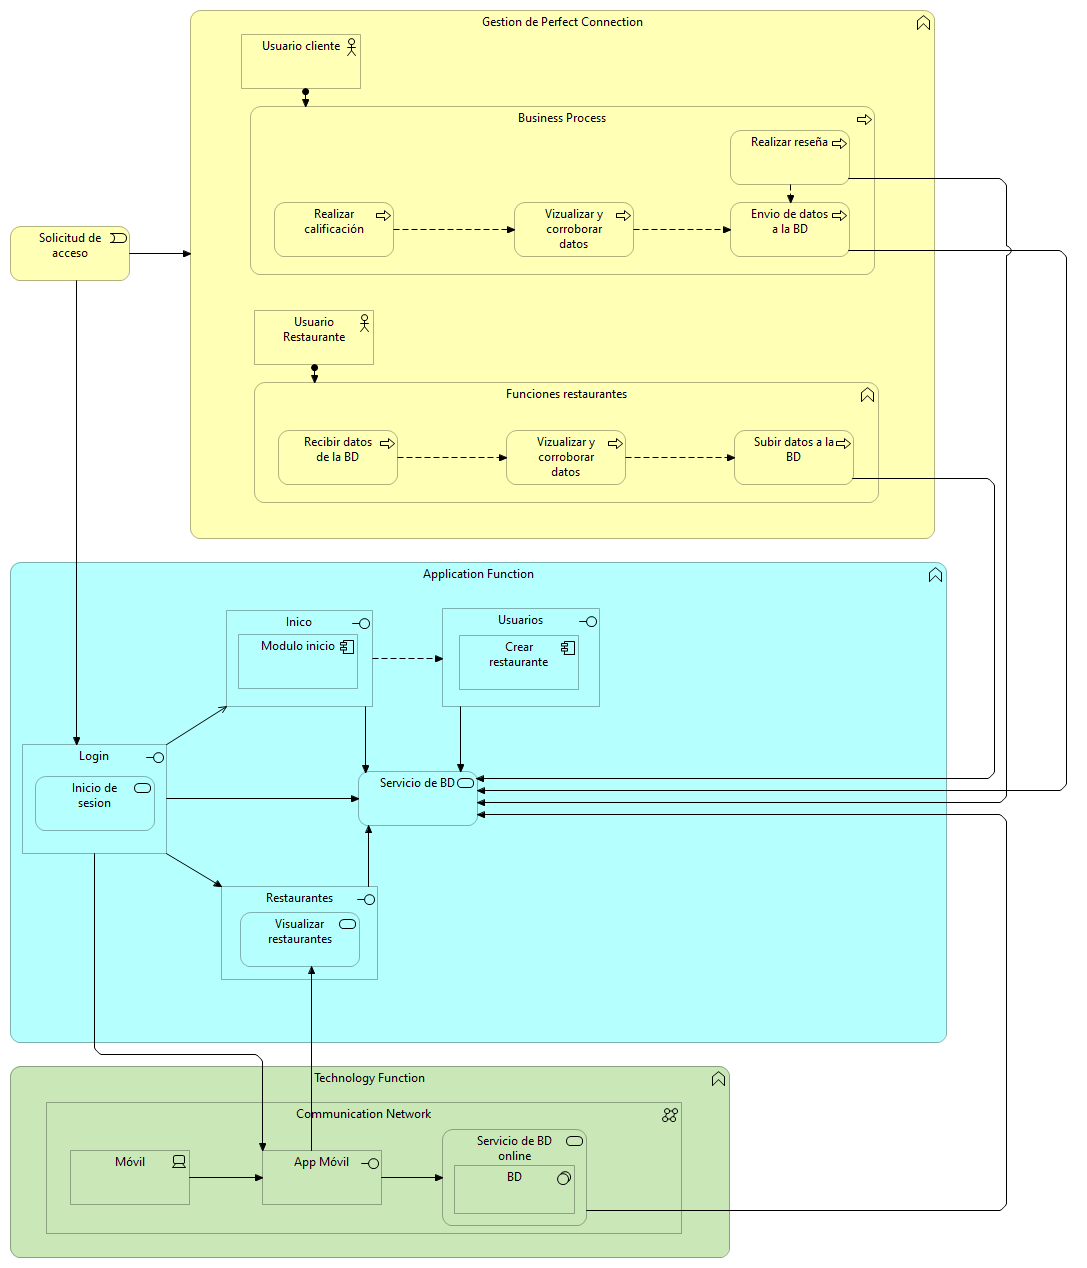 Gestion de Perfect Connection
Usuario cliente
Business Process
Realizar reseña
Realizar
calificación
Vizualizar y
corroborar
datos
Envio de datos
a la BD
Solicitud de
acceso
Usuario
Restaurante
Funciones restaurantes
Recibir datos
de la BD
Vizualizar y
corroborar
datos
Subir datos a la
BD
Application Function
Inico
Modulo inicio
Usuarios
Crear
restaurante
Login
Inicio de
sesion
Servicio de BD
Restaurantes
Visualizar
restaurantes
Technology Function
Communication Network
Móvil
App Móvil
Servicio de BD
online
BD